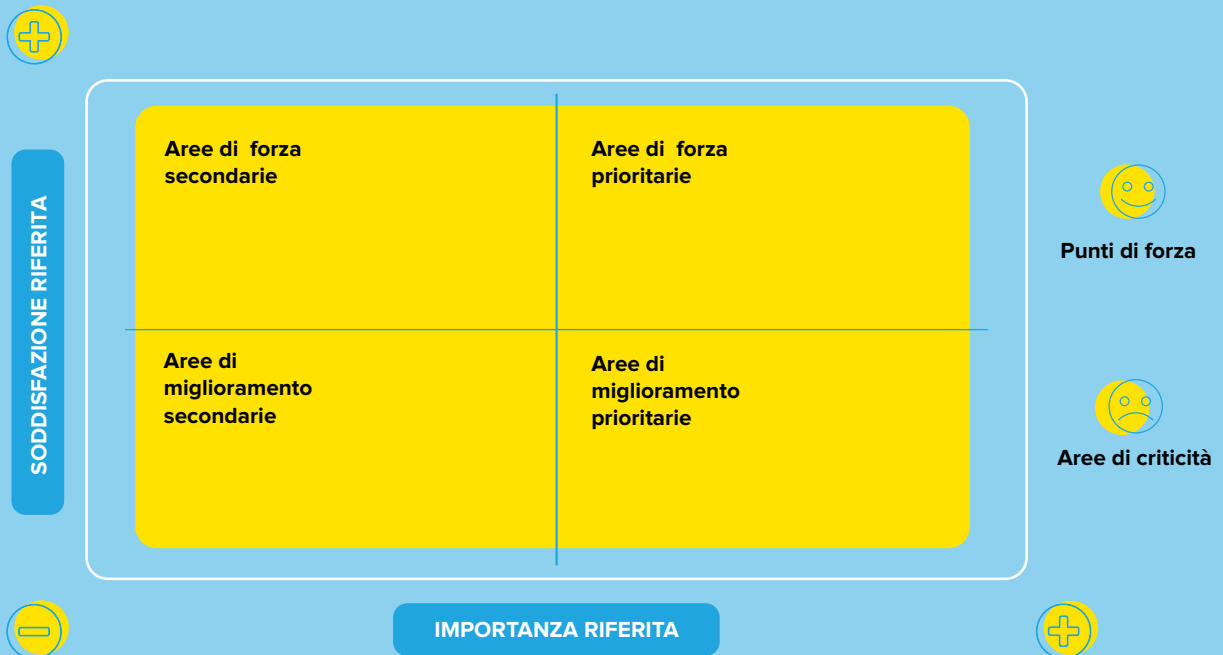 Aree di forza
secondarie
Aree di forza
prioritarie
Punti di forza
SODDISFAZIONE RIFERITA
Aree di
miglioramento
secondarie
Aree di
miglioramento
prioritarie
Aree di criticità
IMPORTANZA RIFERITA